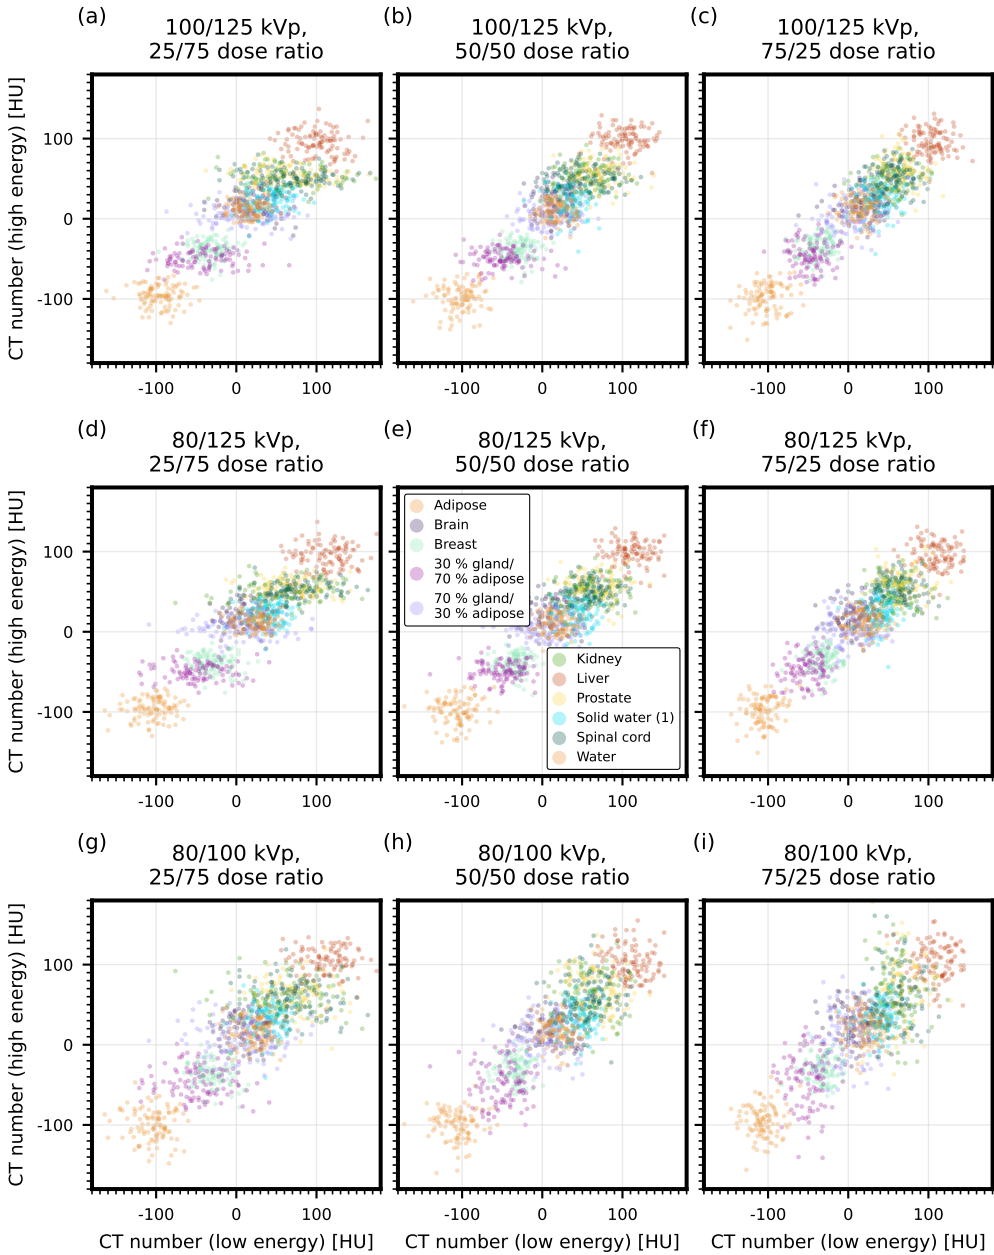 (a)
100/125 kVp,
25/75 dose ratio
(b)
100/125 kVp,
50/50 dose ratio
(c)
100/125 kVp,
75/25 dose ratio
CT number (high energy) [HU]
100
0
-100
-100 0 100
-100 0 100
-100 0 100
(d)
80/125 kVp,
25/75 dose ratio
(e)
80/125 kVp,
50/50 dose ratio
(f)
80/125 kVp,
75/25 dose ratio
CT number (high energy) [HU]
100
0
-100
Adipose
Brain
Breast
30 % gland/
70 % adipose
70 % gland/
30 % adipose
Kidney
Liver
Prostate
Solid water (1)
Spinal cord
Water
-100 0 100
-100 0 100
-100 0 100
(g)
80/100 kVp,
25/75 dose ratio
(h)
80/100 kVp,
50/50 dose ratio
(i)
80/100 kVp,
75/25 dose ratio
CT number (high energy) [HU]
100
0
-100
-100 0 100
-100 0 100
-100 0 100
CT number (low energy) [HU]
CT number (low energy) [HU]
CT number (low energy) [HU]